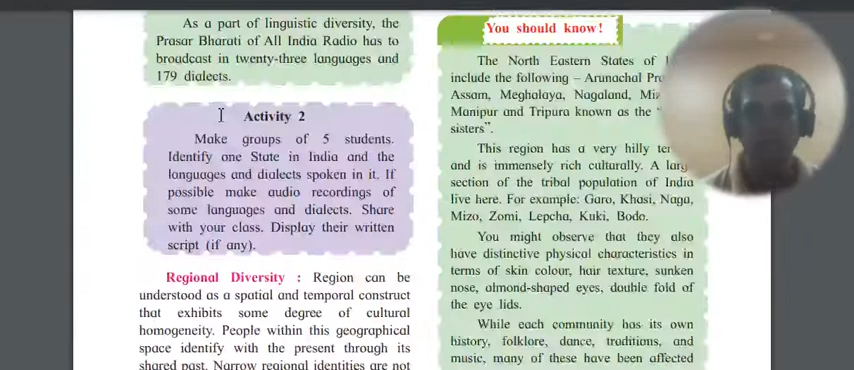 As a part of linguistic diversity, the
Prasar Bharati of All India Radio has to
broadcast in twenty-three languages and
179 dialects.
Activity 2
Make groups of 5 students.
Identify one State in India and the
languages and dialects spoken in it. If
possible make audio recordings of
some languages and dialects. Share
with your class. Display their written
script (if any).
Regional Diversity : Region can be
understood as a spatial and temporal construct
that exhibits some degree of cultural
homogeneity. People within this geographical
space identify with the present through its
shared past. Narrow regional identities are not
You should know!
The North Eastern States of
include the following – Arunachal
Assam, Meghalaya, Nagaland,
Manipur and Tripura known as the
sisters”.
This region has a very hilly
and is immensely rich culturally. A
section of the tribal population of India
live here. For example: Garo, Khasi, Naga,
Mizo, Zomi, Lepcha, Kuki, Bodo.
You might observe that they also
have distinctive physical characteristics in
terms of skin colour, hair texture, sunken
nose, almond-shaped eyes, double fold of
the eye lids.
While each community has its own
history, folklore, dance, traditions, and
music, many of these have been affected